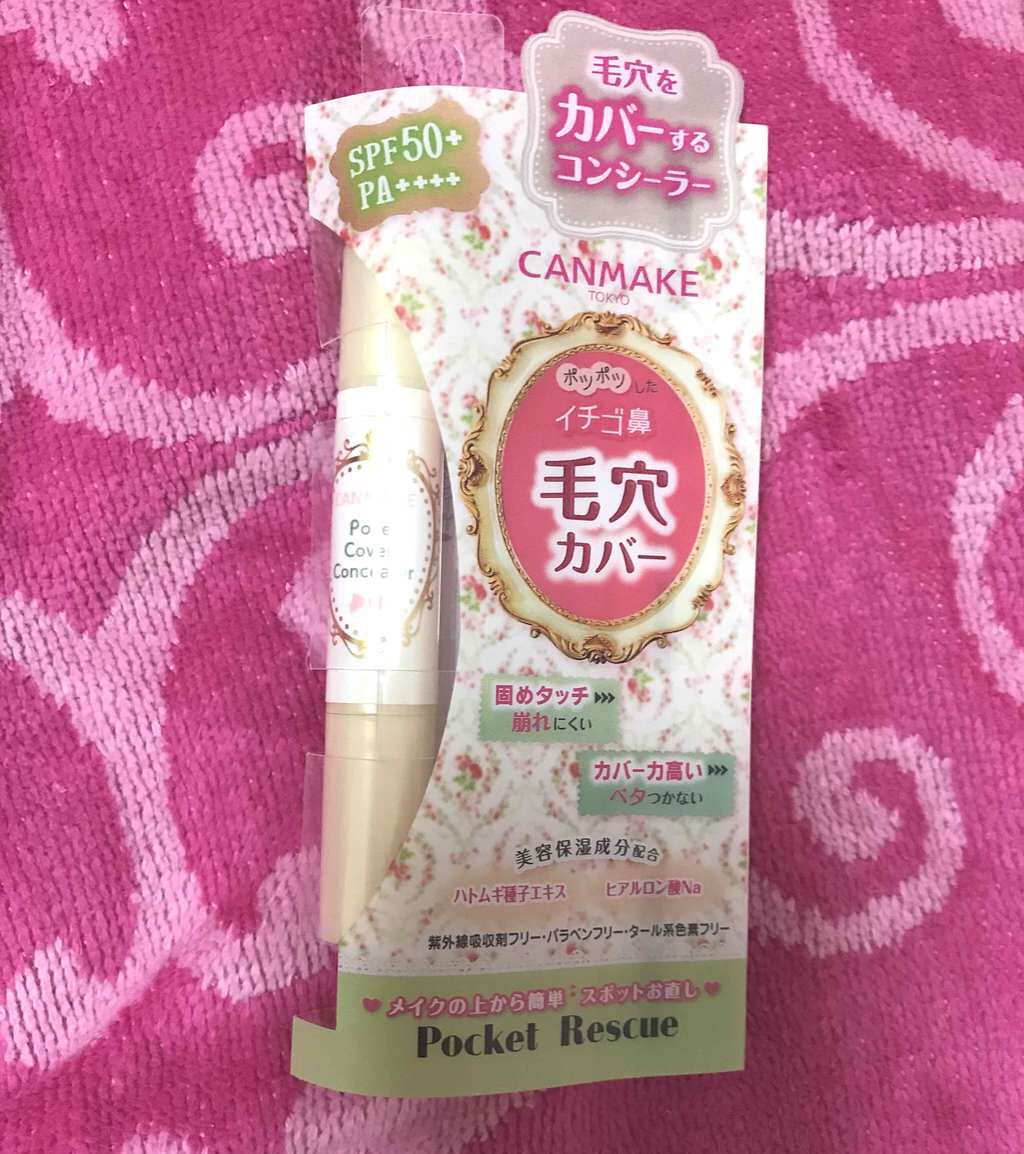 毛穴を
カバーする
コンシーラー
SPF50+
PA++++
CANMAKE
TOKYO
ポツポツした
イチゴ鼻
毛穴
カバー
CANMAKE
Pore
Cover
Concealer
固めタッチ
崩れにくい
カバー力高い
ベタつかない
美容保湿成分配合
ハトムギ種子エキス ヒアルロン酸Na
紫外線吸収剤フリー・パラベンフリー・タール系色素フリー
♥メイクの上から簡単 スポットお直し♥
Pocket Rescue